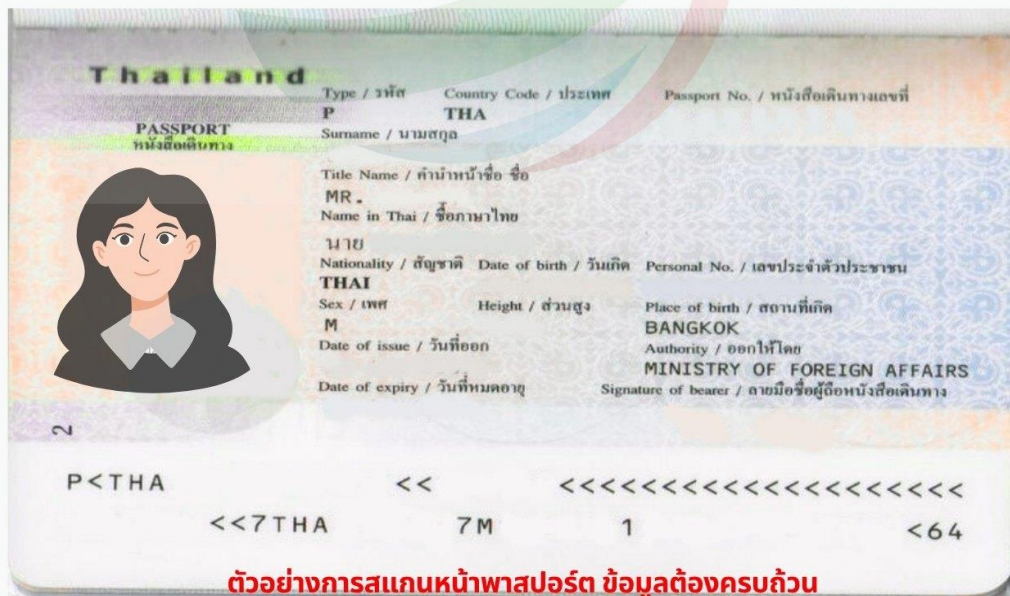 Thailand
PASSPORT
หนังสือเดินทาง
Type / รหัส Country Code / ประเทศ Passport No. / หนังสือเดินทางเลขที่
P THA
Surname / นามสกุล
Title Name / คำนำหน้าชื่อ ชื่อ
MR.
Name in Thai / ชื่อภาษาไทย
นาย
Nationality / สัญชาติ Date of birth / วันเกิด Personal No. / เลขประจำตัวประชาชน
THAI
Sex / เพศ Height / ส่วนสูง Place of birth / สถานที่เกิด
M BANGKOK
Date of issue / วันที่ออก Authority / ออกให้โดย
MINISTRY OF FOREIGN AFFAIRS
Date of expiry / วันที่หมดอายุ Signature of bearer / ลายมือชื่อผู้ถือหนังสือเดินทาง
2
P<THA << <<<<<<<<<<<<<<<<<<<<
<<7THA 7M 1 <64
ตัวอย่างการสแกนหน้าพาสปอร์ต ข้อมูลต้องครบถ้วน